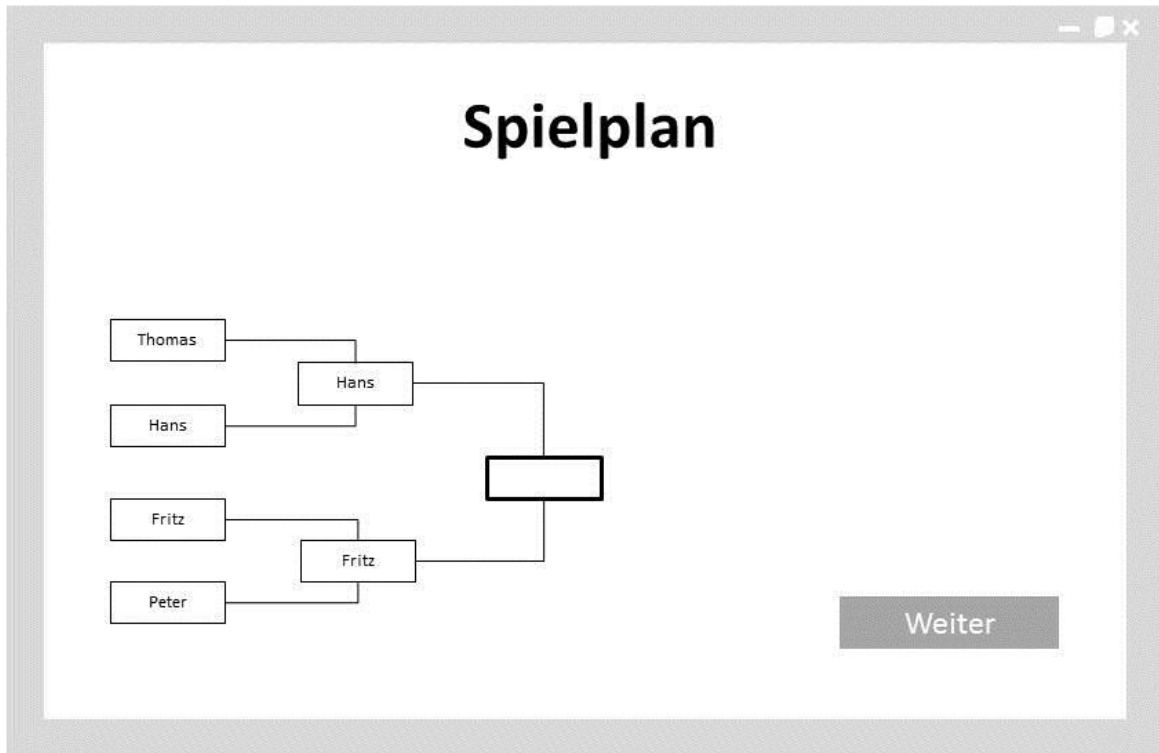 Spielplan
Thomas
Hans
Hans
Fritz
Fritz
Peter
Weiter